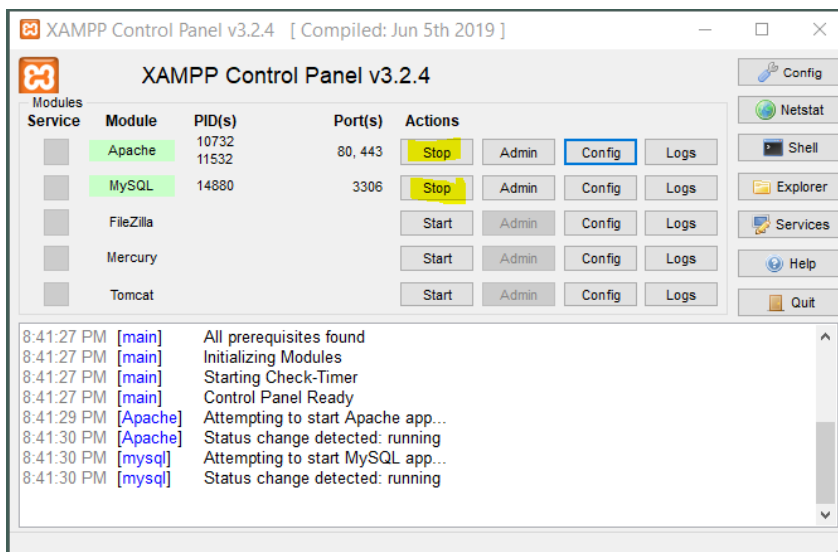 XAMPP Control Panel v3.2.4 [ Compiled: Jun 5th 2019 ]
XAMPP Control Panel v3.2.4
Config
Modules
Service Module PID(s) Port(s) Actions
Netstat
Apache 10732 11532 80, 443 Stop Admin Config Logs
Shell
MySQL 14880 3306 Stop Admin Config Logs
Explorer
FileZilla Start Admin Config Logs
Services
Mercury Start Admin Config Logs
Help
Tomcat Start Admin Config Logs
Quit
8:41:27 PM [main] All prerequisites found
8:41:27 PM [main] Initializing Modules
8:41:27 PM [main] Starting Check-Timer
8:41:27 PM [main] Control Panel Ready
8:41:29 PM [Apache] Attempting to start Apache app...
8:41:30 PM [Apache] Status change detected: running
8:41:30 PM [mysql] Attempting to start MySQL app...
8:41:30 PM [mysql] Status change detected: running